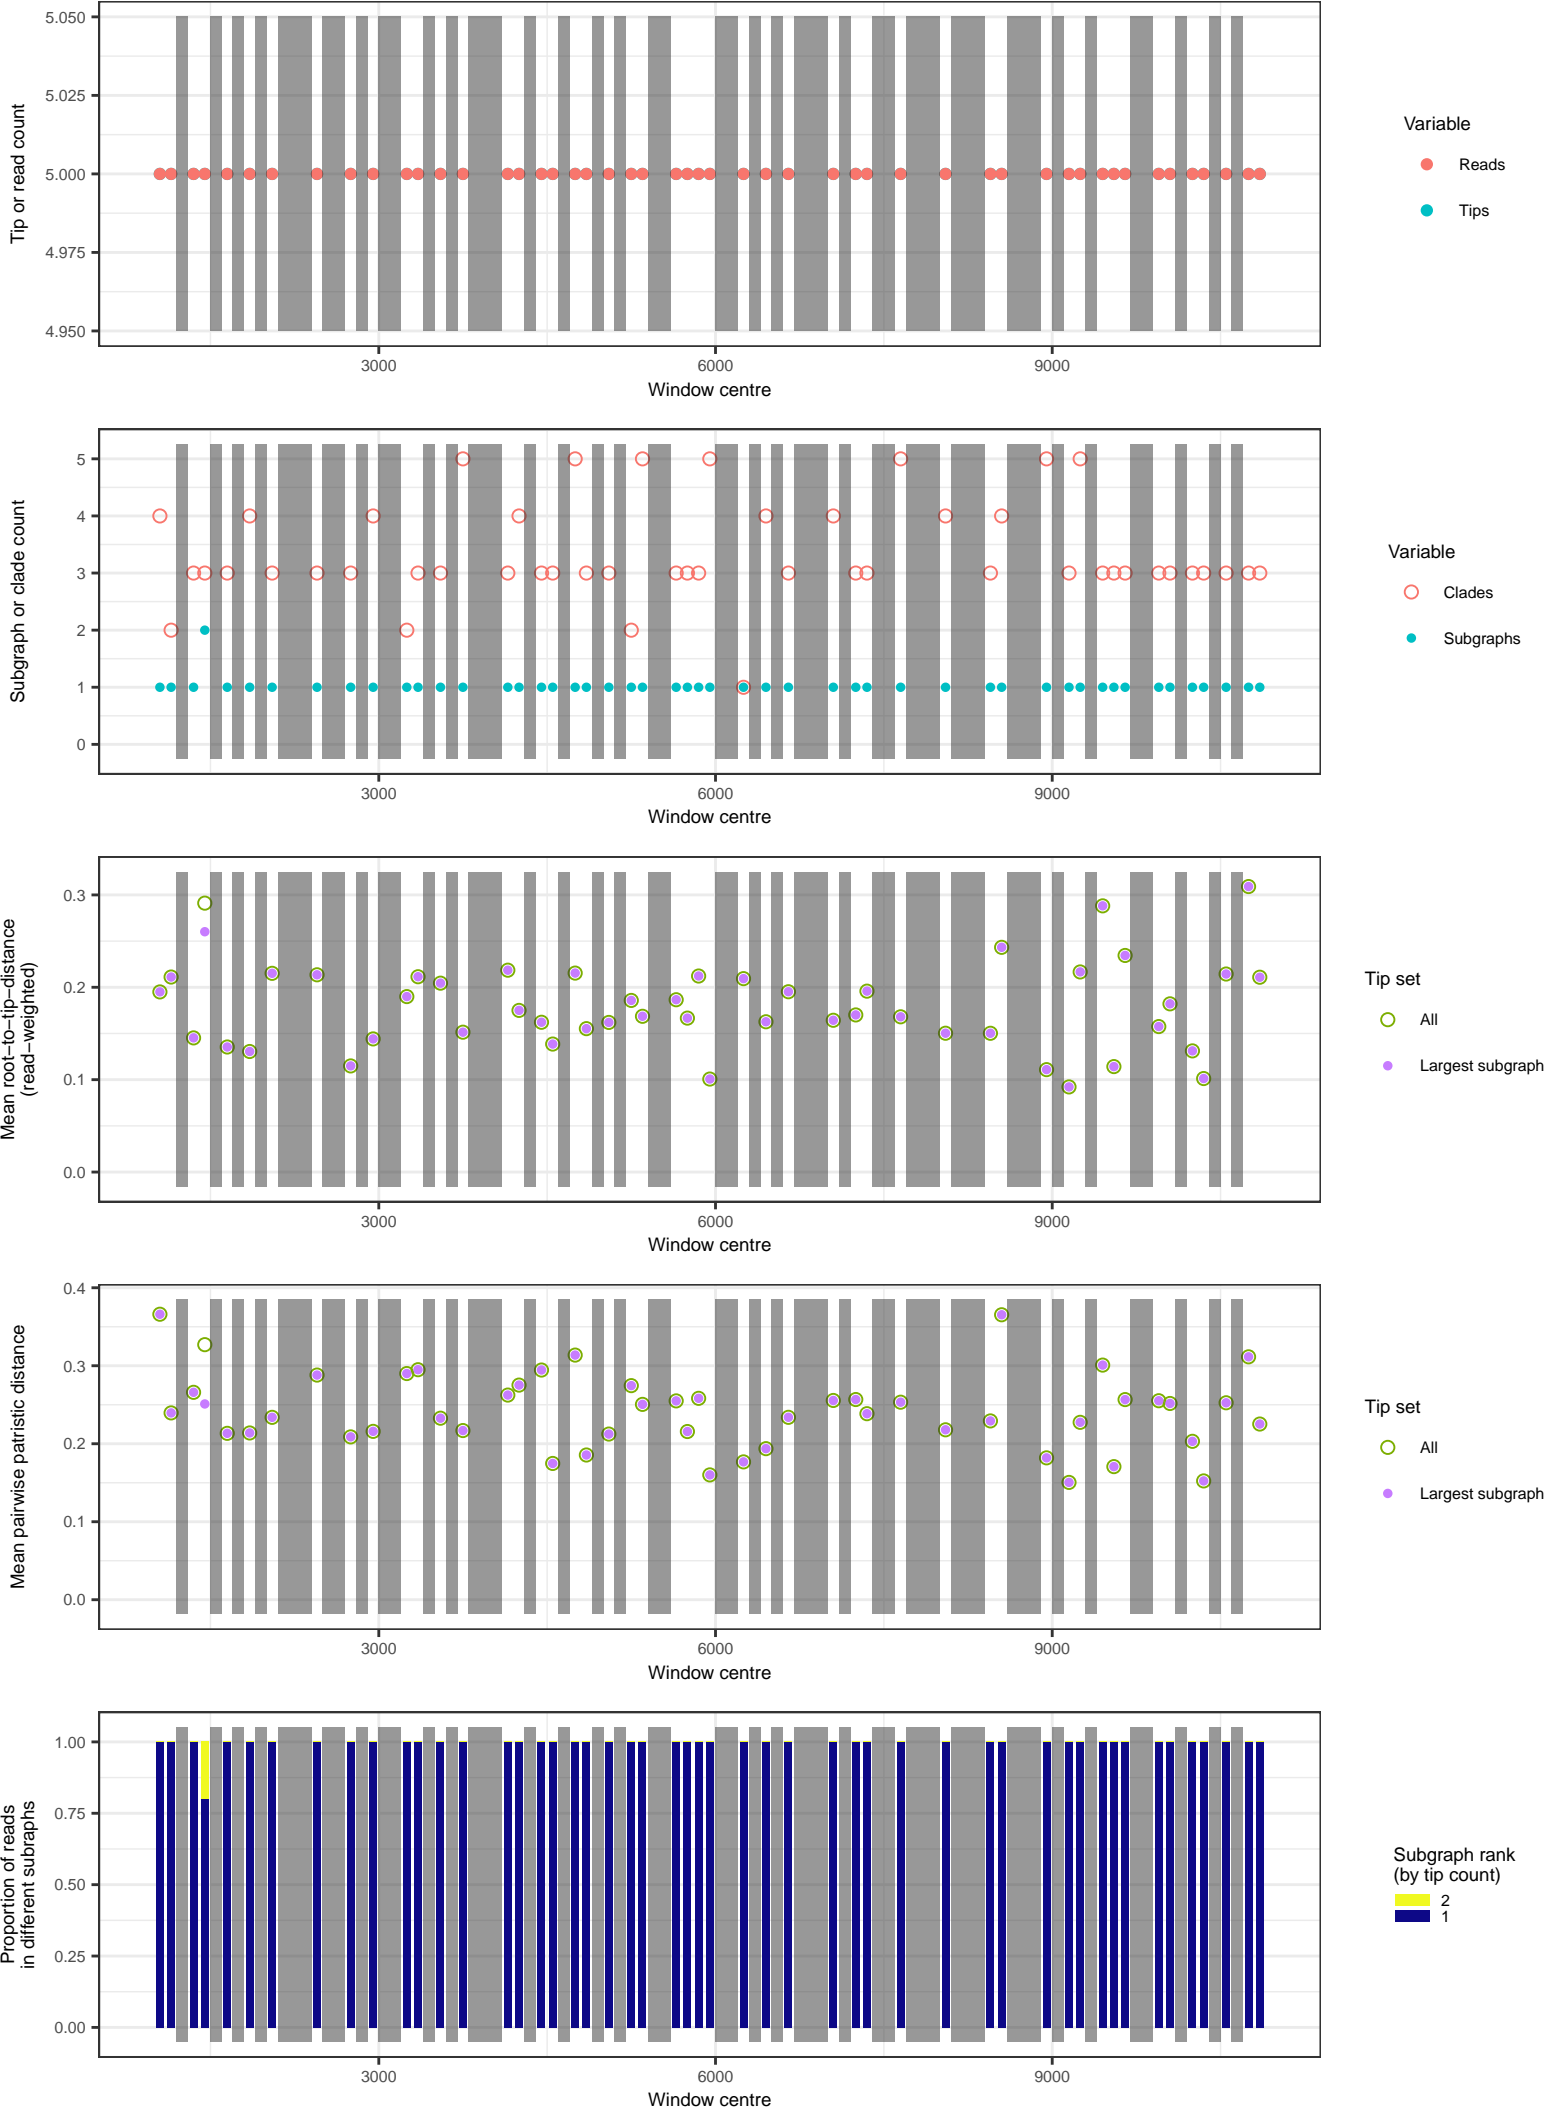 5.050
5.025
5.000
4.975
4.950
Tip or read count
3000
6000
9000
Window centre
Variable
Reads
Tips
5
4
3
2
1
0
Subgraph or clade count
3000
6000
9000
Window centre
Variable
Clades
Subgraphs
0.3
0.2
0.1
0.0
Mean root−to−tip−distance
(read−weighted)
3000
6000
9000
Window centre
Tip set
All
Largest subgraph
0.4
0.3
0.2
0.1
0.0
Mean pairwise patristic distance
3000
6000
9000
Window centre
Tip set
All
Largest subgraph
1.00
0.75
0.50
0.25
0.00
Proportion of reads
in different subraphs
3000
6000
9000
Window centre
Subgraph rank
(by tip count)
2
1